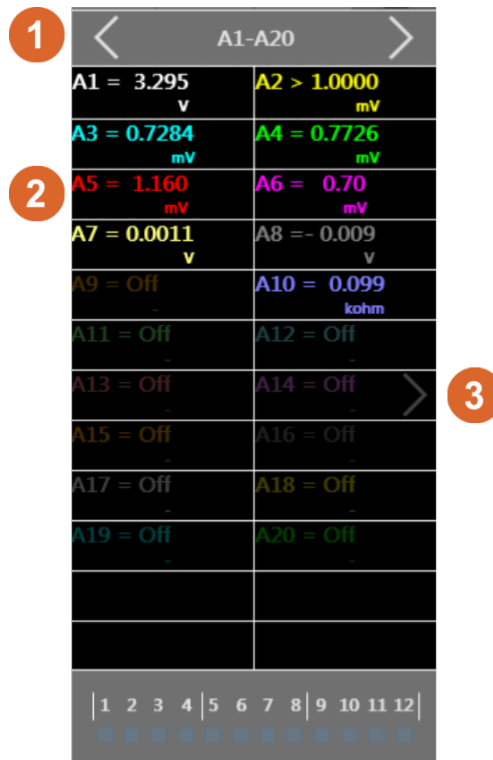 1
A1-A20
A1 = 3.295 A2 > 1.0000
V mV
A3 = 0.7284 A4 = 0.7726
mV mV
2
A5 = 1.160 A6 = 0.70
mV mV
A7 = 0.0011 A8 =- 0.009
V V
A9 = Off A10 = 0.099
- kohm
A11 = Off A12 = Off
- -
A13 = Off A14 = Off
- -
3
A15 = Off A16 = Off
- -
A17 = Off A18 = Off
- -
A19 = Off A20 = Off
- -
1 2 3 4 5 6 7 8 9 10 11 12